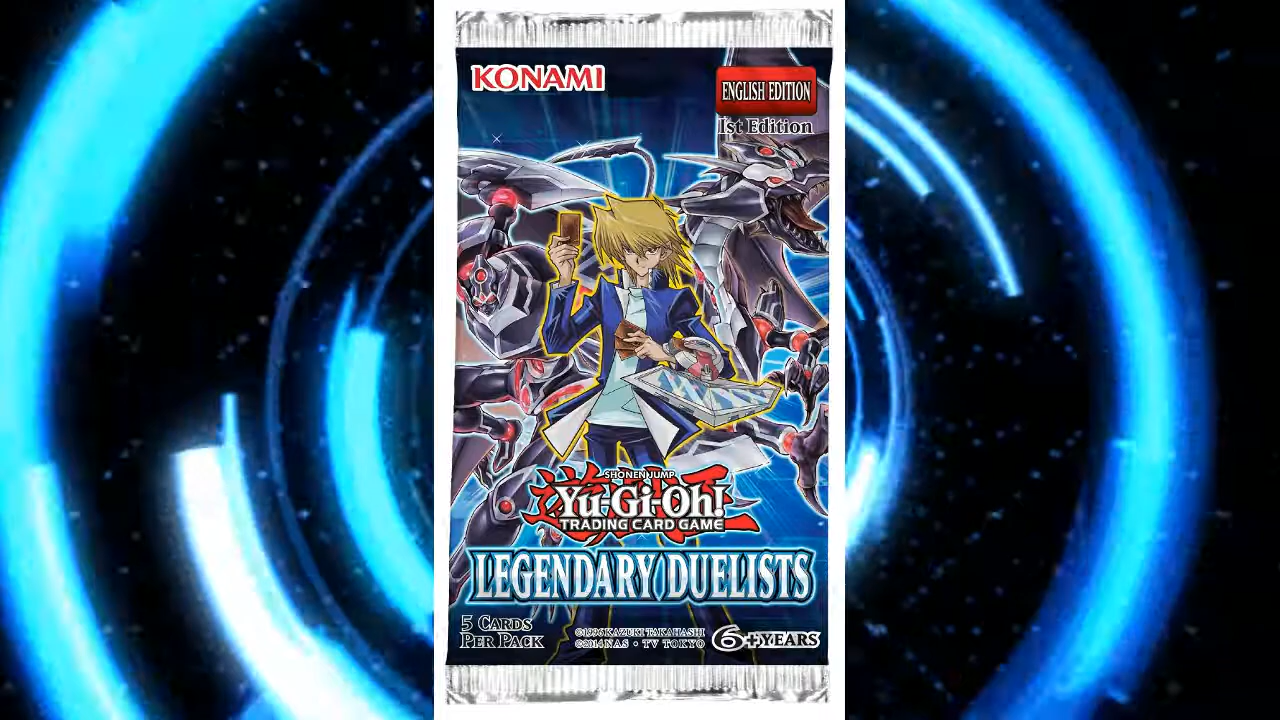 KONAMI
ENGLISH EDITION
1st Edition
SHONEN JUMP
Yu-Gi-Oh!
TRADING CARD GAME
LEGENDARY DUELISTS
5 CARDS
PER PACK
©1996 KAZUKI TAKAHASHI
©2014 NAS • TV TOKYO
6+YEARS